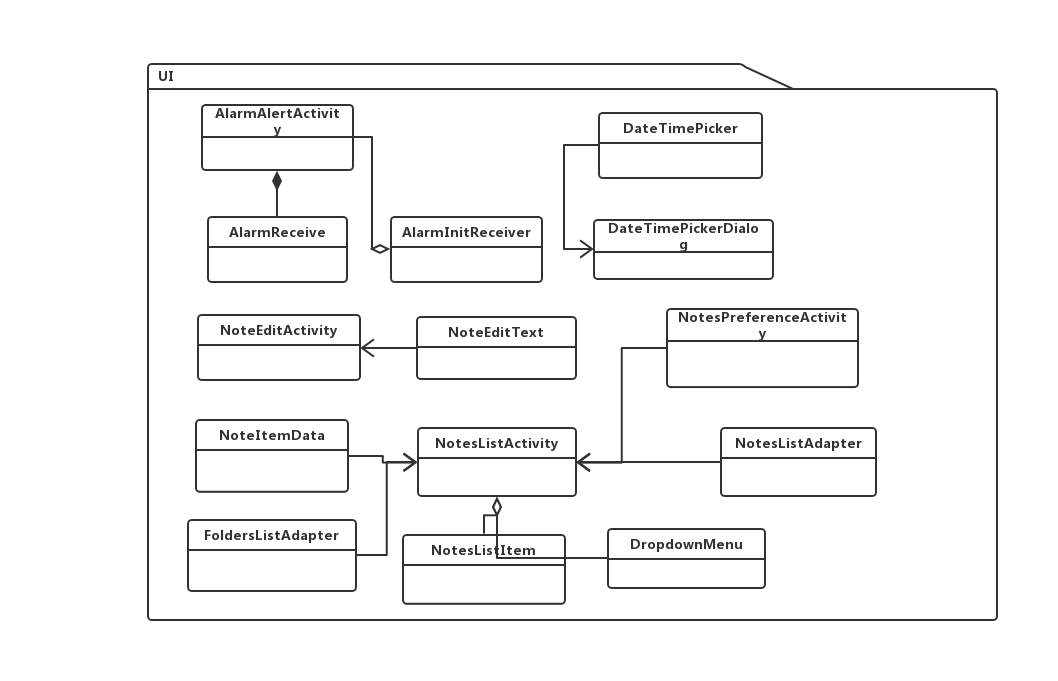 UI
AlarmAlertActivit
y
DateTimePicker
AlarmReceive
AlarmInitReceiver
DateTimePickerDialo
g
NoteEditActivity
NoteEditText
NotesPreferenceActivit
y
NoteItemData
NotesListActivity
NotesListAdapter
FoldersListAdapter
NotesListItem
DropdownMenu